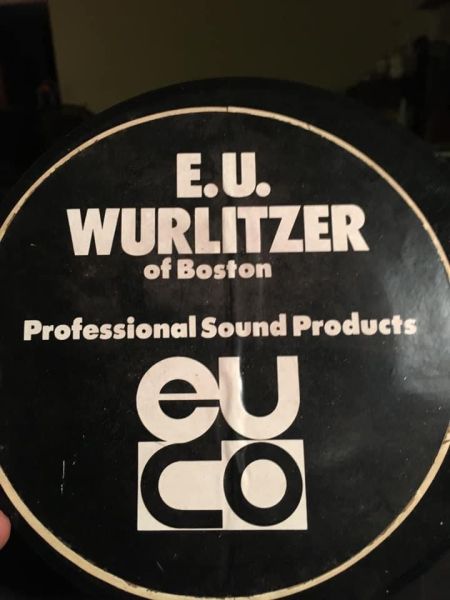 E.U.
WURLITZER
of Boston
Professional Sound Products
eu
co